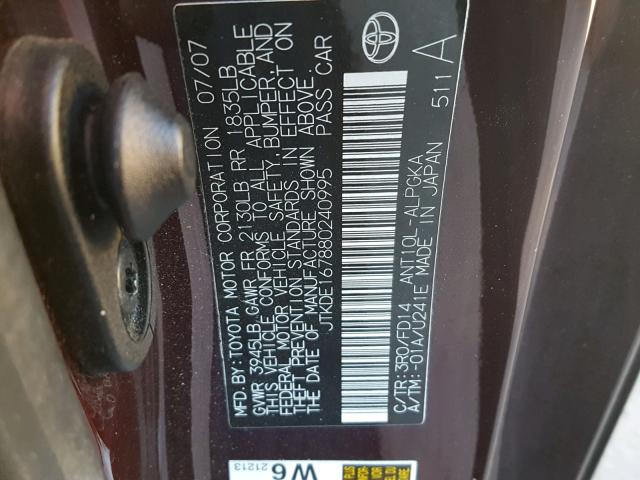 MFD. BY: TOYOTA MOTOR CORPORATION 07/07
GVWR 3945LB GAWR FR 2130LB RR 1835LB
THIS VEHICLE CONFORMS TO ALL APPLICABLE
FEDERAL MOTOR VEHICLE SAFETY, BUMPER, AND
THEFT PREVENTION STANDARDS IN EFFECT ON
THE DATE OF MANUFACTURE SHOWN ABOVE.
JTKDE167880240995 PASS CAR
C/TR: 3R0/FD14 ANT10L-ALPGKA
A/TM: -01A/U241E MADE IN JAPAN 511 A
W6
21213